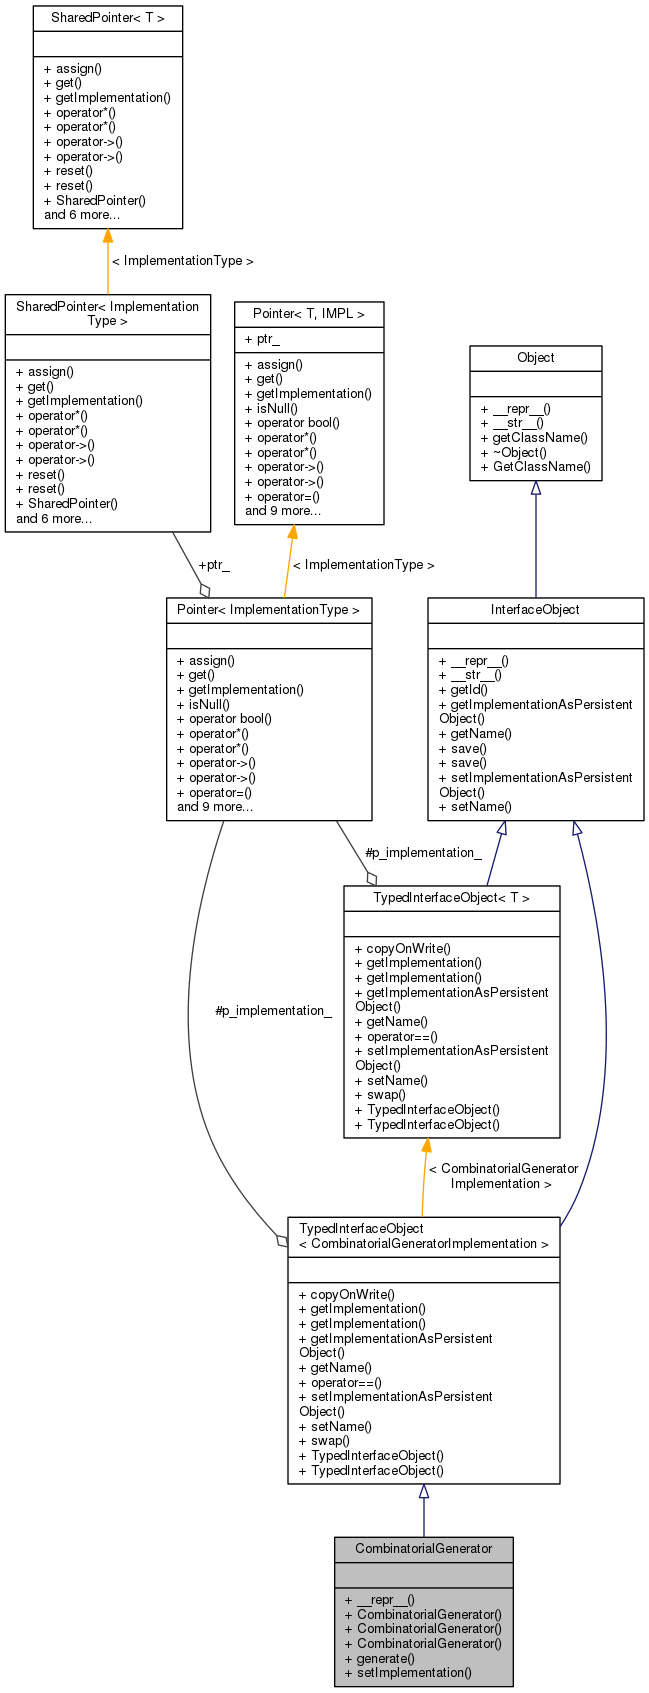 SharedPointer< T >
+ assign()
+ get()
+ getImplementation()
+ operator*()
+ operator*()
+ operator->()
+ operator->()
+ reset()
+ reset()
+ SharedPointer()
and 6 more...
< ImplementationType >
SharedPointer< Implementation
Type >
+ assign()
+ get()
+ getImplementation()
+ operator*()
+ operator*()
+ operator->()
+ operator->()
+ reset()
+ reset()
+ SharedPointer()
and 6 more...
Pointer< T, IMPL >
+ ptr_
+ assign()
+ get()
+ getImplementation()
+ isNull()
+ operator bool()
+ operator*()
+ operator*()
+ operator->()
+ operator->()
+ operator=()
and 9 more...
Object
+ __repr__()
+ __str__()
+ getClassName()
+ ~Object()
+ GetClassName()
+ptr_
< ImplementationType >
Pointer< ImplementationType >
+ assign()
+ get()
+ getImplementation()
+ isNull()
+ operator bool()
+ operator*()
+ operator*()
+ operator->()
+ operator->()
+ operator=()
and 9 more...
InterfaceObject
+ __repr__()
+ __str__()
+ getId()
+ getImplementationAsPersistent
Object()
+ getName()
+ save()
+ save()
+ setImplementationAsPersistent
Object()
+ setName()
#p_implementation_
TypedInterfaceObject< T >
+ copyOnWrite()
+ getImplementation()
+ getImplementation()
+ getImplementationAsPersistent
Object()
+ getName()
+ operator==()
+ setImplementationAsPersistent
Object()
+ setName()
+ swap()
+ TypedInterfaceObject()
+ TypedInterfaceObject()
#p_implementation_
< CombinatorialGenerator
Implementation >
TypedInterfaceObject
< CombinatorialGeneratorImplementation >
+ copyOnWrite()
+ getImplementation()
+ getImplementation()
+ getImplementationAsPersistent
Object()
+ getName()
+ operator==()
+ setImplementationAsPersistent
Object()
+ setName()
+ swap()
+ TypedInterfaceObject()
+ TypedInterfaceObject()
CombinatorialGenerator
+ __repr__()
+ CombinatorialGenerator()
+ CombinatorialGenerator()
+ CombinatorialGenerator()
+ generate()
+ setImplementation()